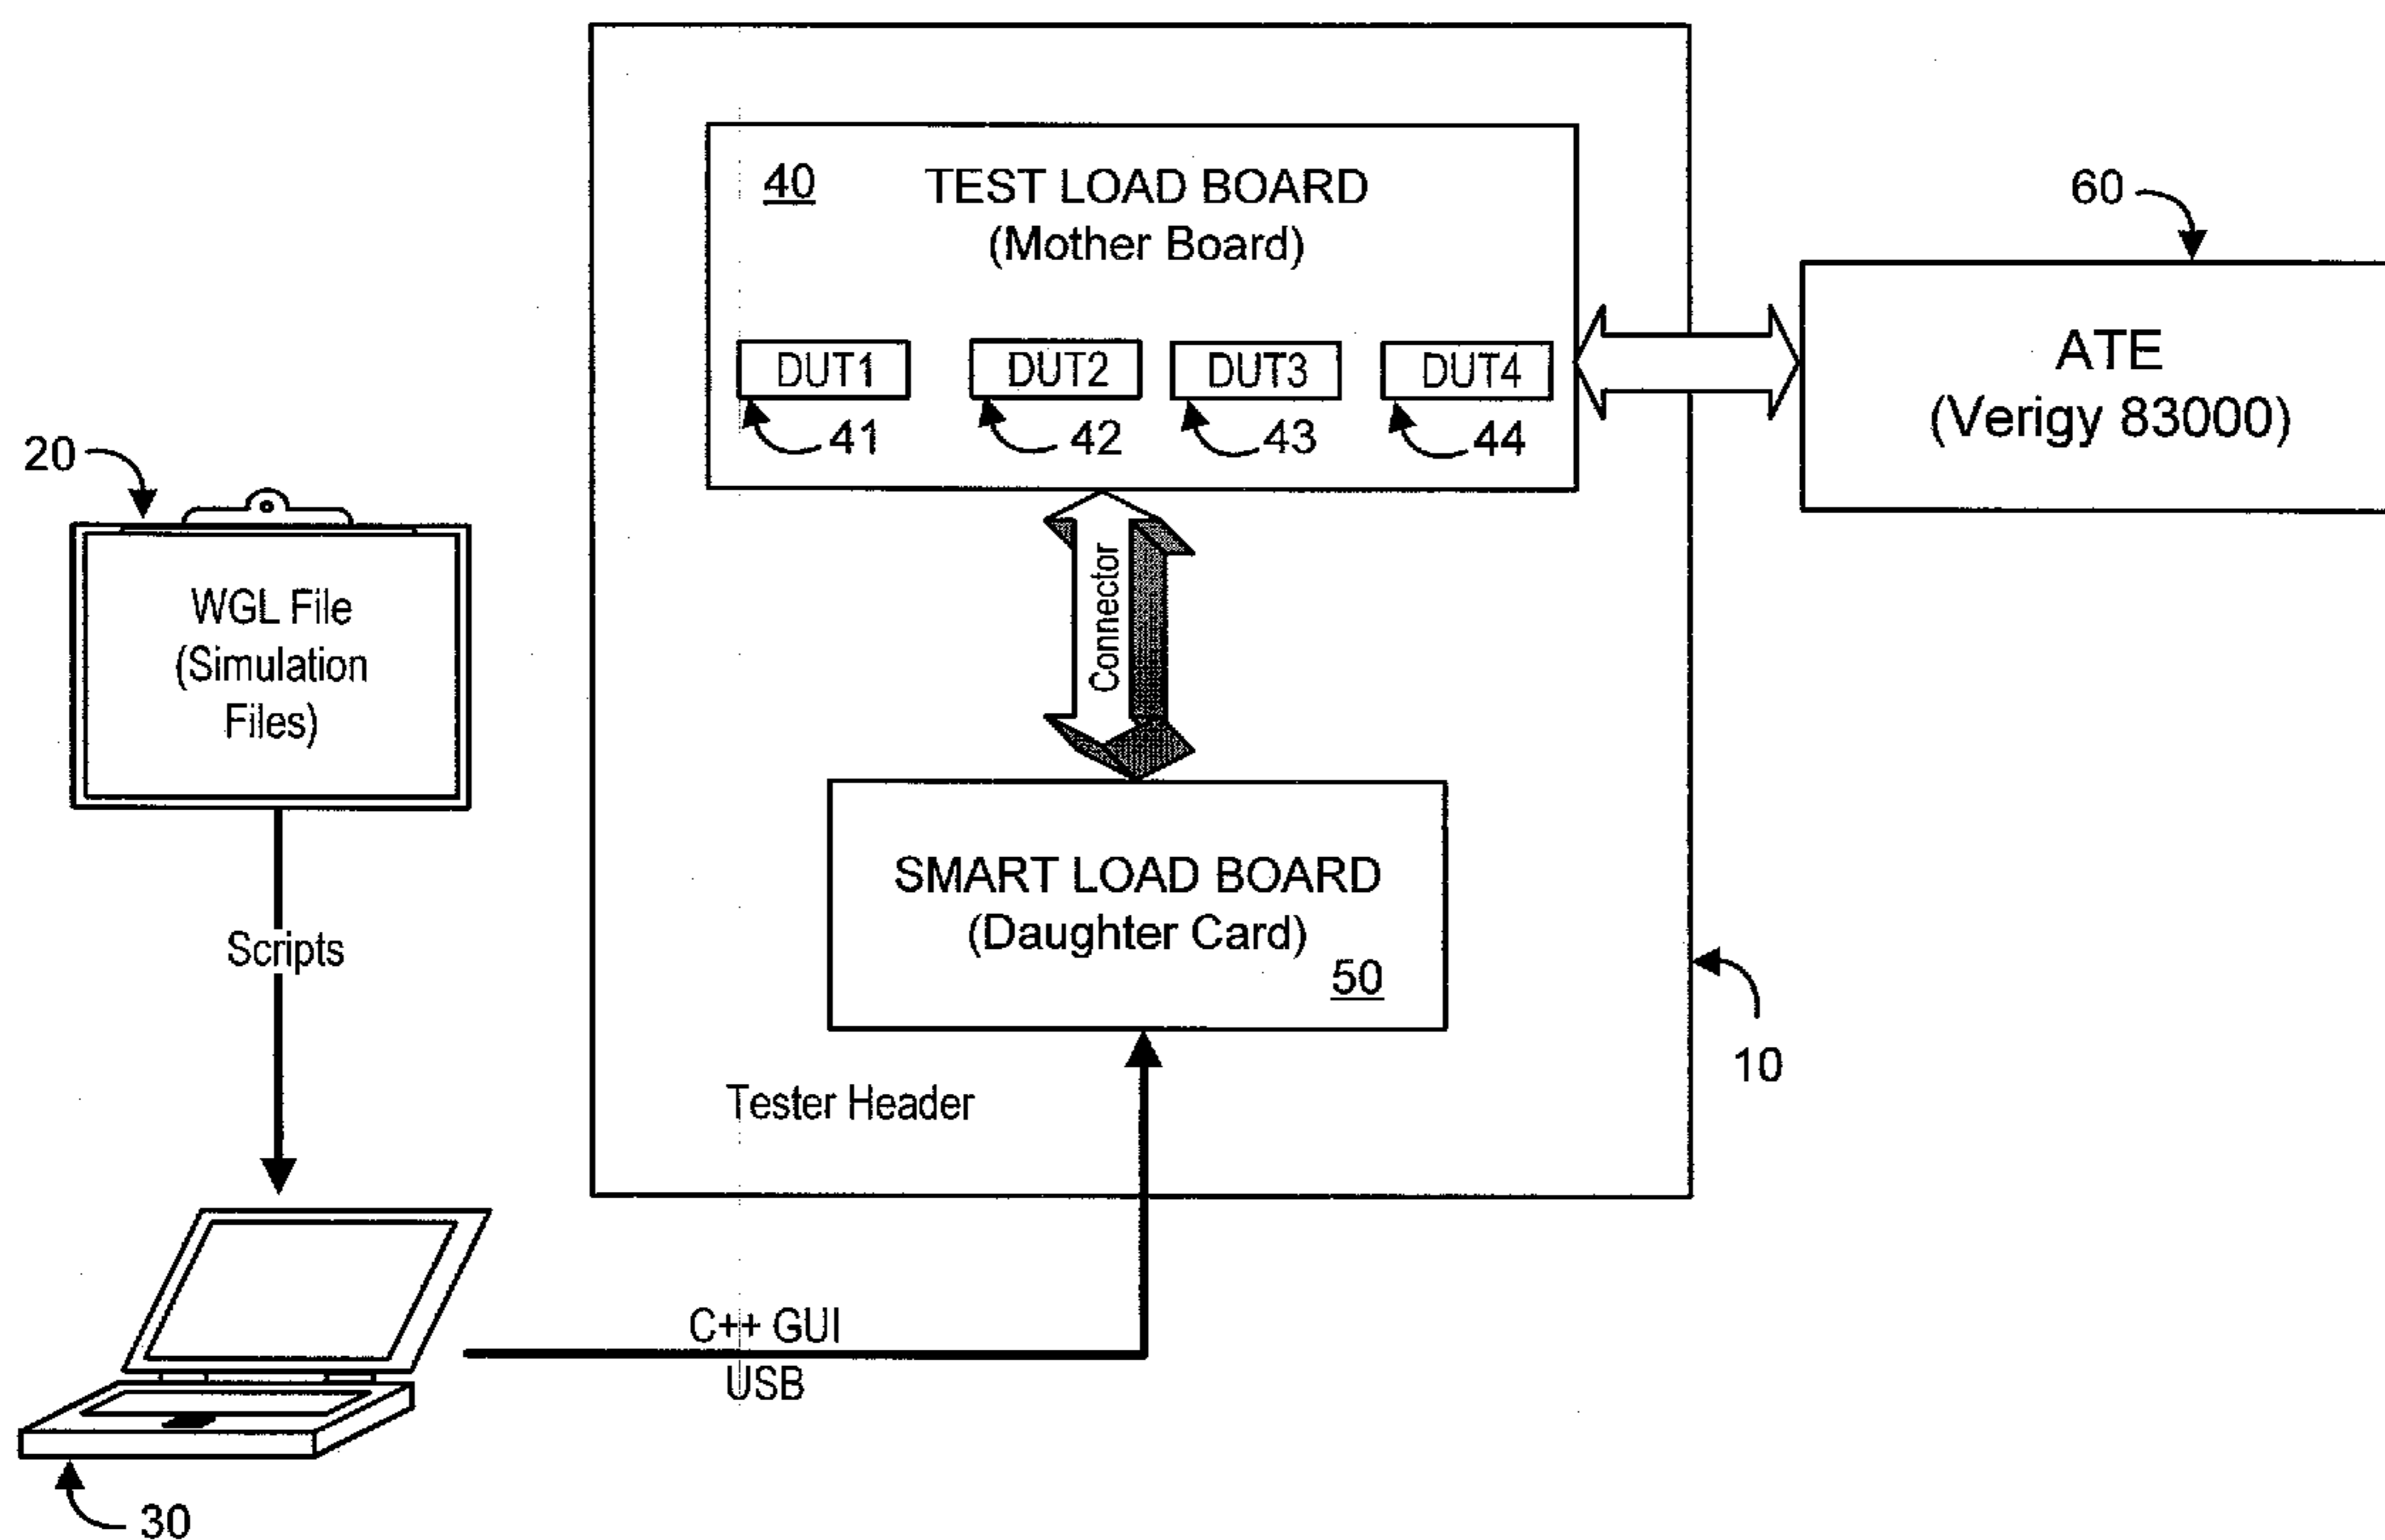 40
TEST LOAD BOARD
(Mother Board)
DUT1
DUT2
DUT3
DUT4
41
42
43
44
60
ATE
(Verigy 83000)
20
WGL File
(Simulation
Files)
Connector
Scripts
SMART LOAD BOARD
(Daughter Card)
50
10
Tester Header
C++ GUI
USB
30